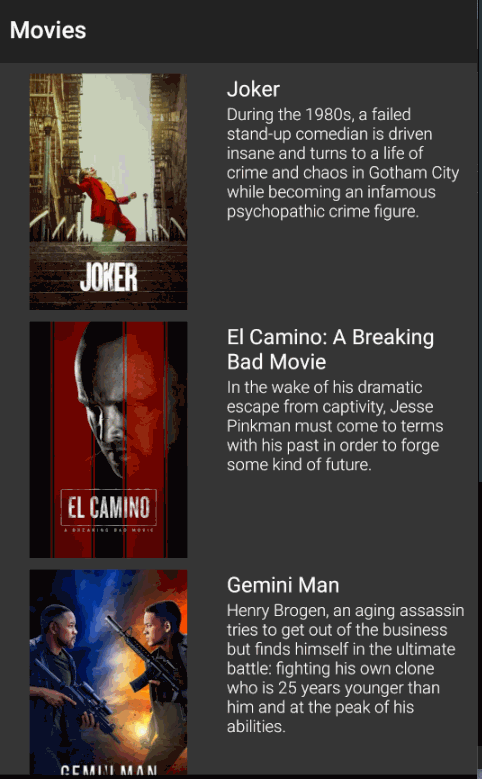 Movies
Joker
During the 1980s, a failed
stand-up comedian is driven
insane and turns to a life of
crime and chaos in Gotham City
while becoming an infamous
psychopathic crime figure.
JOKER
El Camino: A Breaking
Bad Movie
In the wake of his dramatic
escape from captivity, Jesse
Pinkman must come to terms
with his past in order to forge
some kind of future.
EL CAMINO
A BREAKING BAD MOVIE
Gemini Man
Henry Brogen, an aging assassin
tries to get out of the business
but finds himself in the ultimate
battle: fighting his own clone
who is 25 years younger than
him and at the peak of his
abilities.
GEMINI MAN